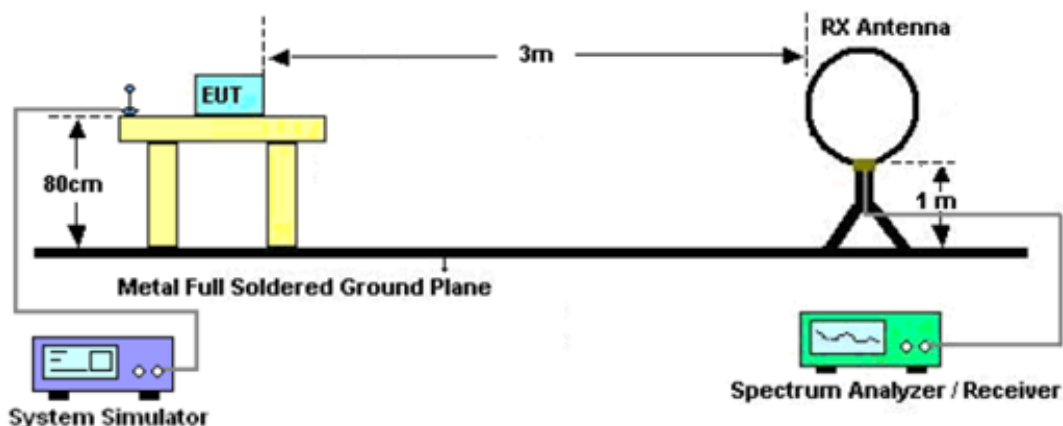 RX Antenna
3m
EUT
80cm
1 m
Metal Full Soldered Ground Plane
System Simulator
Spectrum Analyzer / Receiver